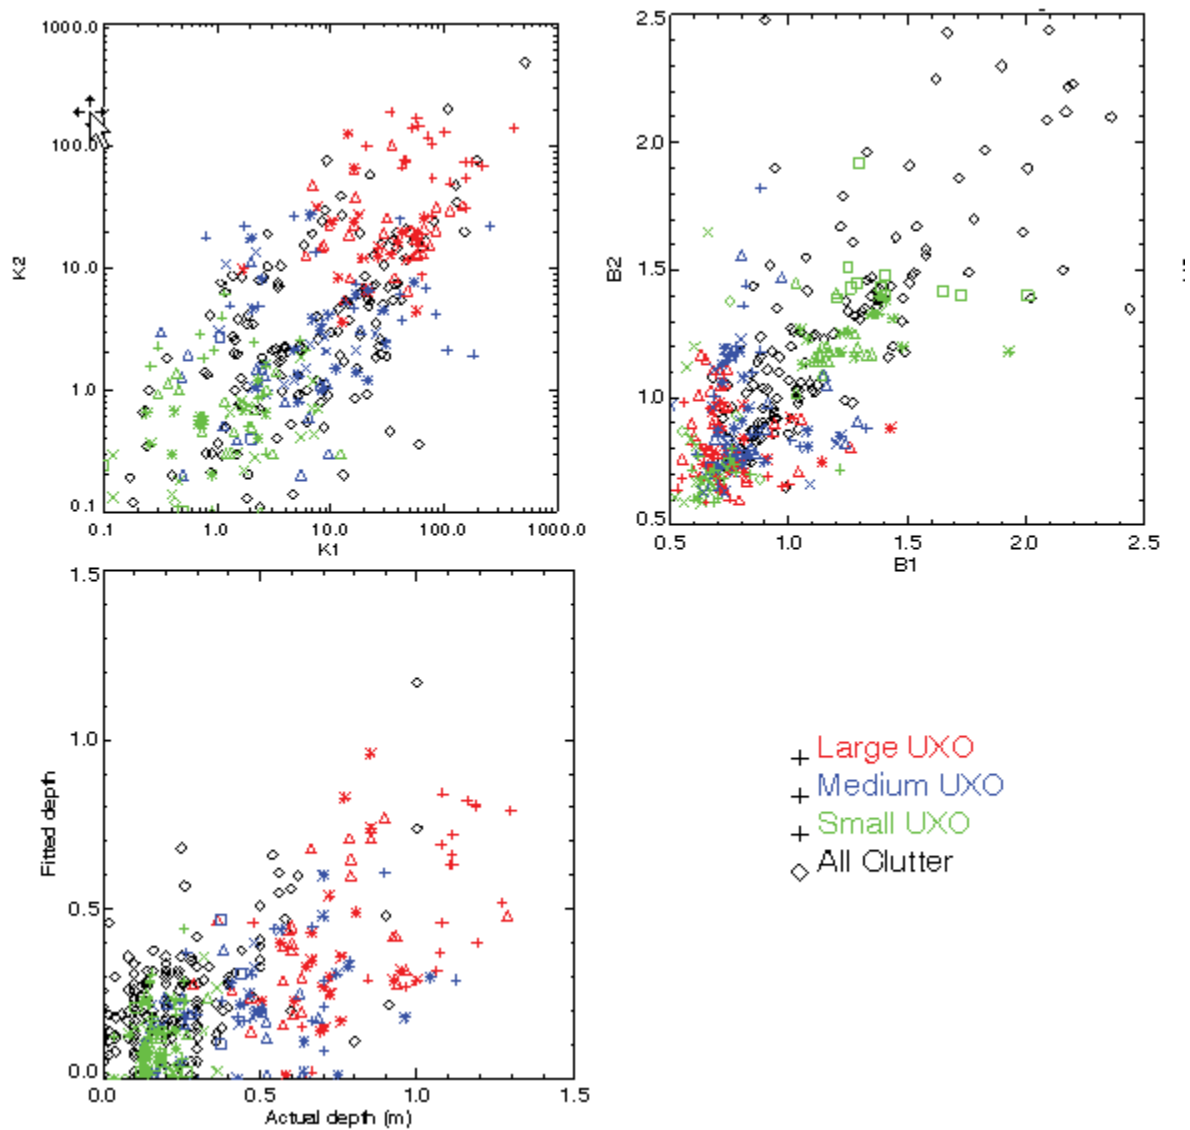 1000.0
100.0
10.0
1.0
0.1
K2
0.1 1.0 10.0 100.0 1000.0
K1
2.5
2.0
1.5
1.0
0.5
B2
0.5 1.0 1.5 2.0 2.5
B1
1.5
1.0
0.5
0.0
Fitted depth
0.0 0.5 1.0 1.5
Actual depth (m)
Large UXO
Medium UXO
Small UXO
All Clutter